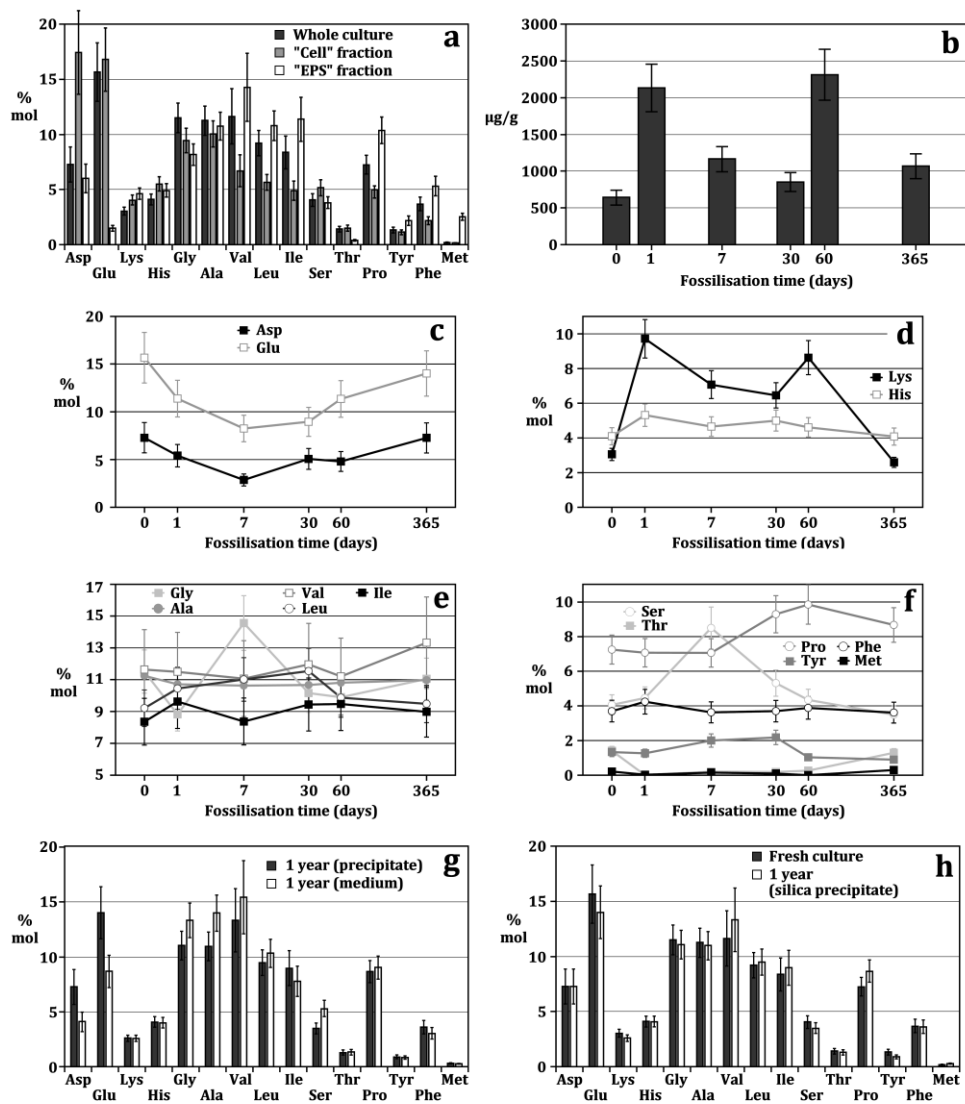 20
15
%
mol
10
5
0
Whole culture
"Cell" fraction
"EPS" fraction
a
Asp Lys Gly Val Ile Thr Tyr Met
Glu His Ala Leu Ser Pro Phe
3000
2500
µg/g
2000
1500
1000
500
0
b
0 1 7 30 60 365
Fossilisation time (days)
20
15
%
mol
10
5
0
Asp
Glu
c
0 1 7 30 60 365
Fossilisation time (days)
10
8
%
mol
6
4
2
0
d
Lys
His
0 1 7 30 60 365
Fossilisation time (days)
17
15
13
%
mol
11
9
7
5
Gly Val Ile
Ala Leu
e
0 1 7 30 60 365
Fossilisation time (days)
10
8
%
mol
6
4
2
0
Ser
Thr
f
Pro Phe
Tyr Met
0 1 7 30 60 365
Fossilisation time (days)
20
15
%
mol
10
5
0
1 year (precipitate)
1 year (medium)
g
Asp Lys Gly Val Ile Thr Tyr Met
Glu His Ala Leu Ser Pro Phe
20
15
%
mol
10
5
0
Fresh culture
1 year
(silica precipitate)
h
Asp Lys Gly Val Ile Thr Tyr Met
Glu His Ala Leu Ser Pro Phe